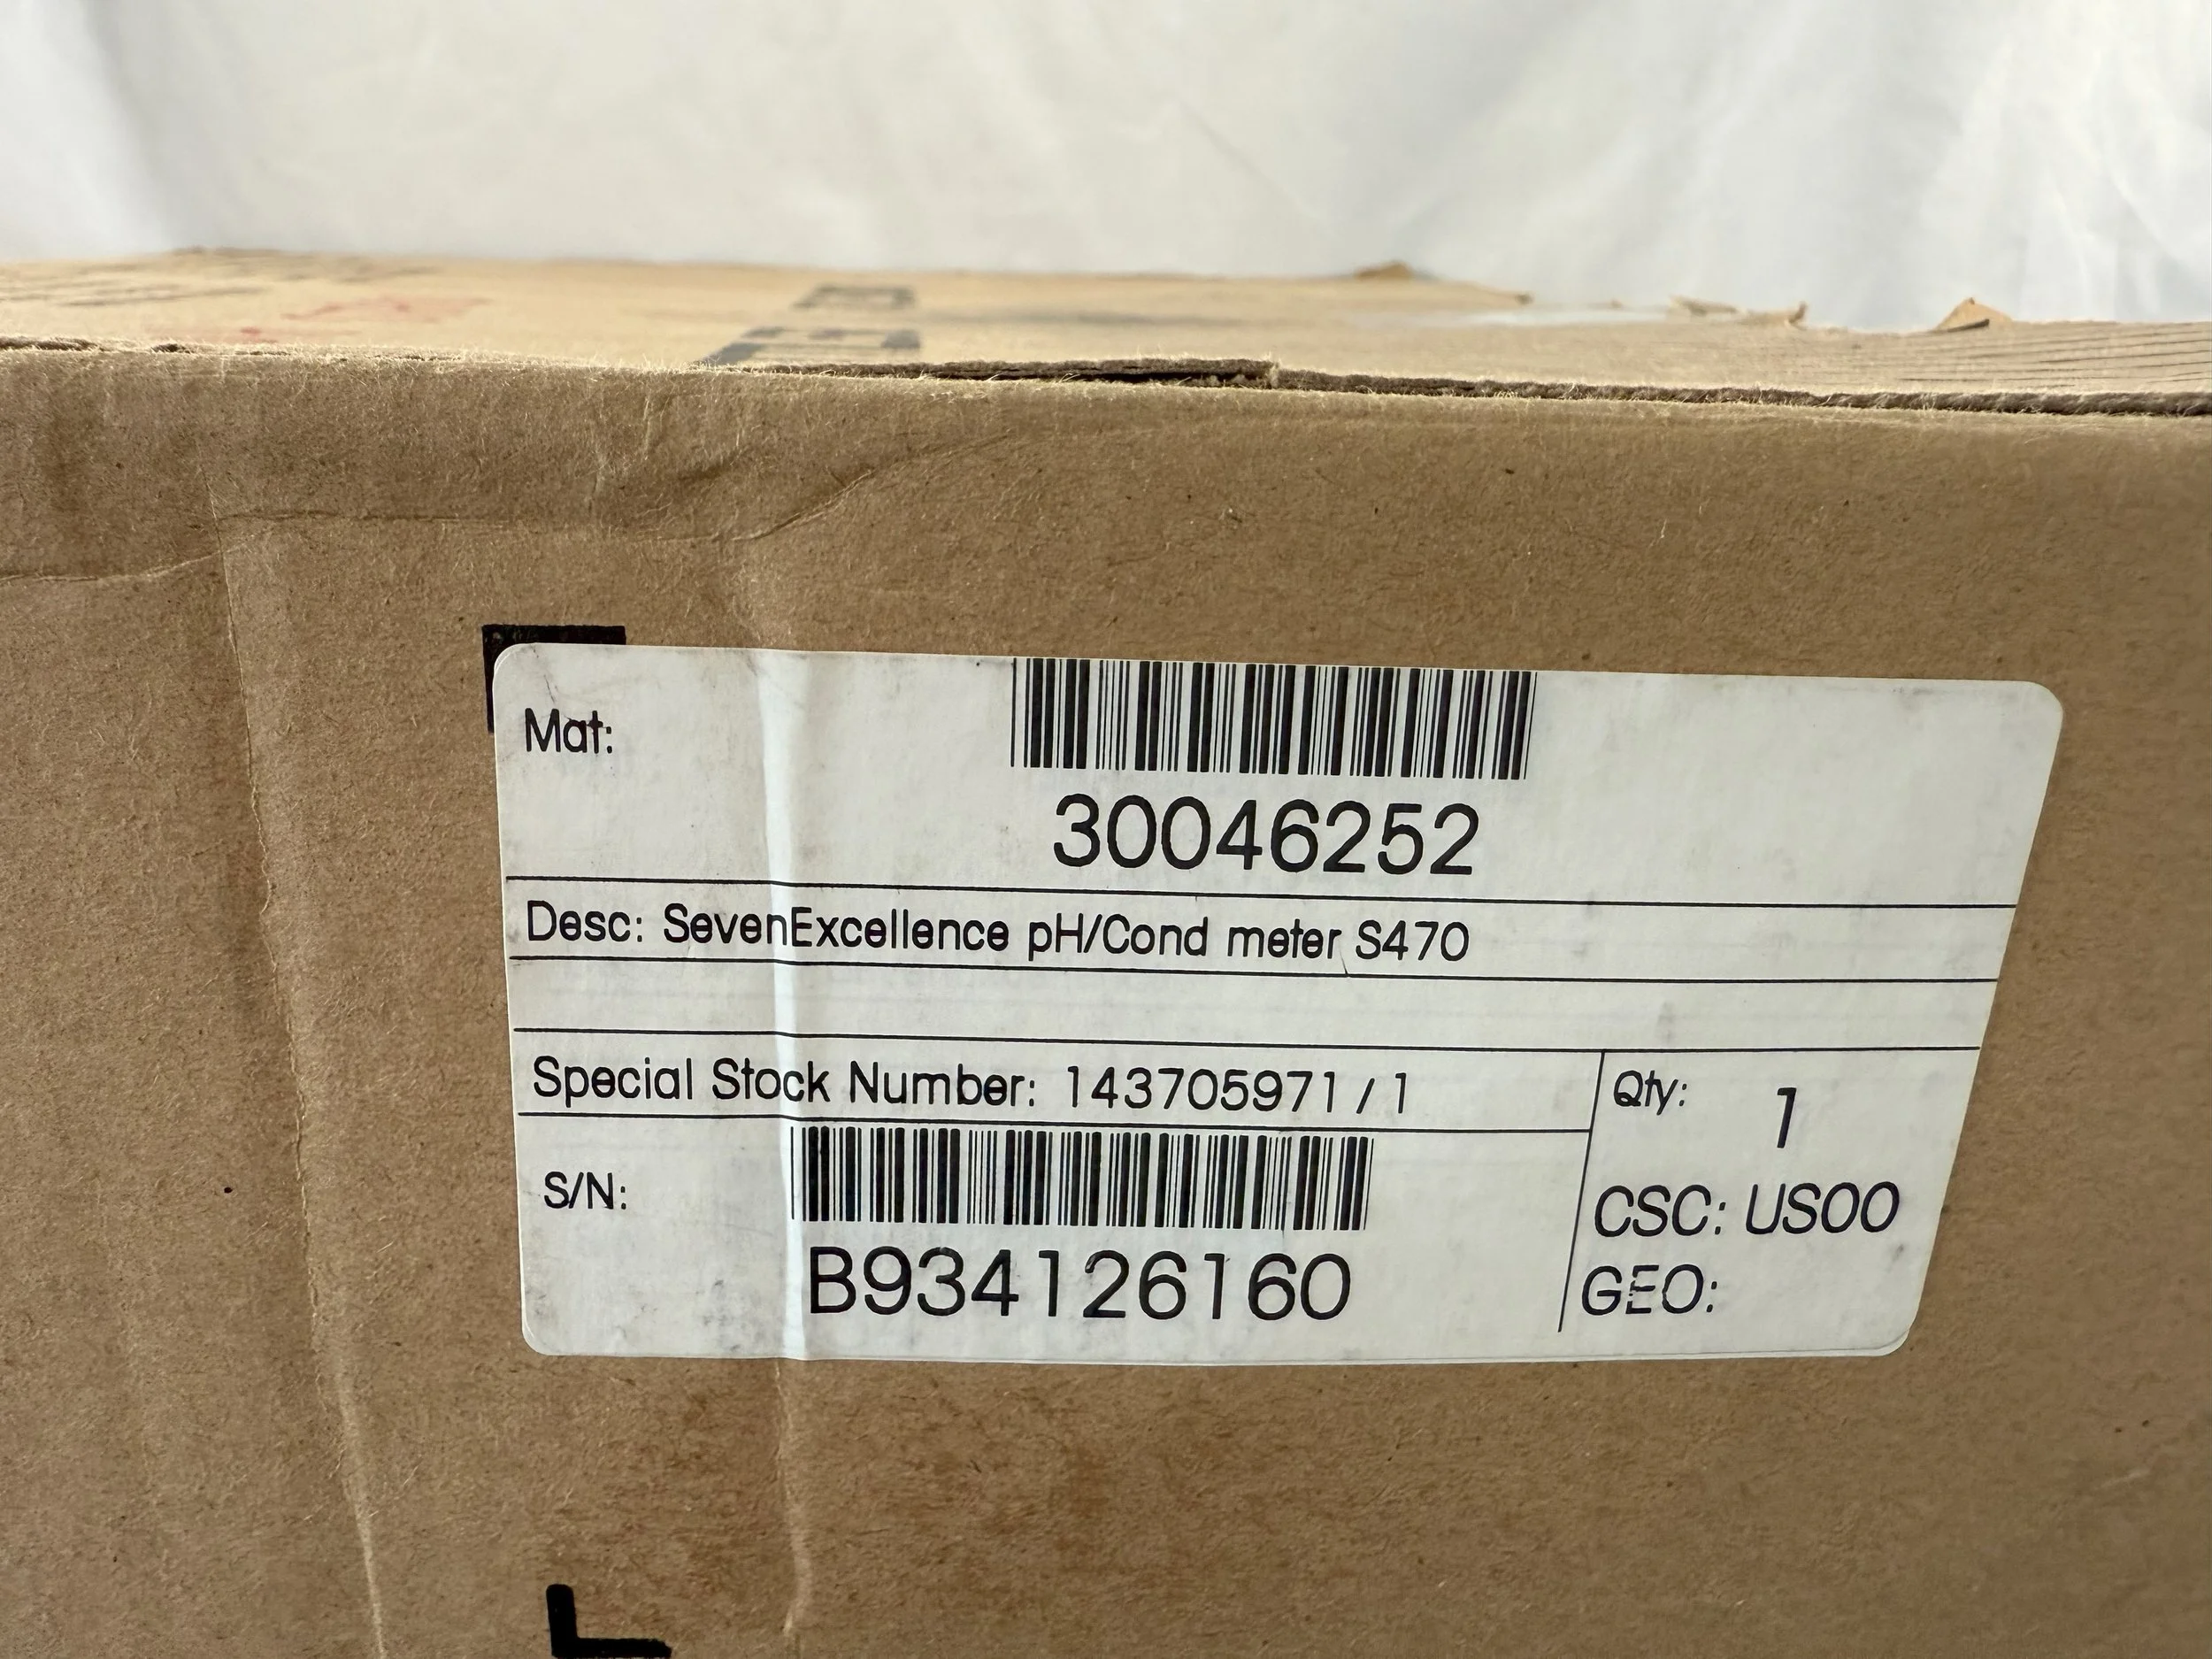 Mat:
30046252
Desc: SevenExcellence pH/Cond meter S470
Special Stock Number: 143705971 / 1
Qty: 1
S/N:
B934126160
CSC: US00
GEO: